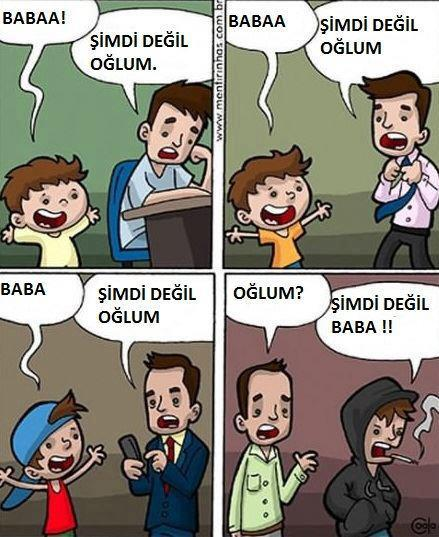 BABAA!
ŞİMDİ DEĞİL
OĞLUM.
www.mentirinhas.com.br
BABAA
ŞİMDİ DEĞİL
OĞLUM
BABA
ŞİMDİ DEĞİL
OĞLUM
OĞLUM?
ŞİMDİ DEĞİL
BABA !!